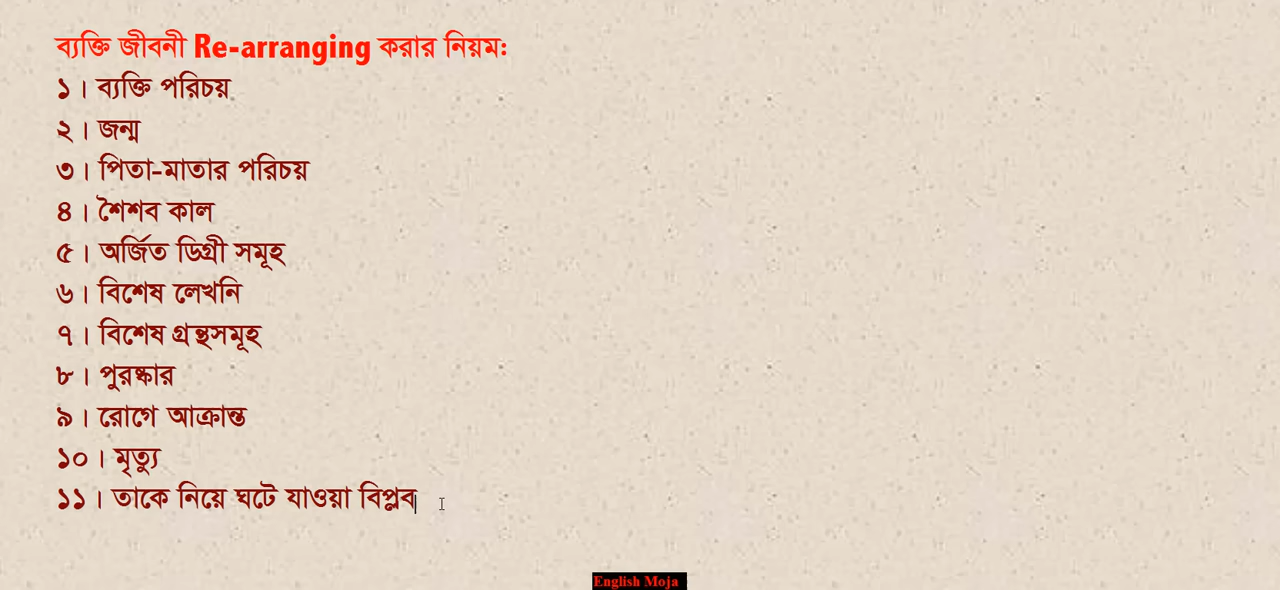 ব্যক্তি জীবনী Re-arranging করার নিয়ম:
১। ব্যক্তি পরিচয়
২। জন্ম
৩। পিতা-মাতার পরিচয়
৪। শৈশব কাল
৫। অর্জিত ডিগ্রী সমূহ
৬। বিশেষ লেখনি
৭। বিশেষ গ্রন্থসমূহ
৮। পুরষ্কার
৯। রোগে আক্রান্ত
১০। মৃত্যু
১১। তাকে নিয়ে ঘটে যাওয়া বিপ্লব
English Moja